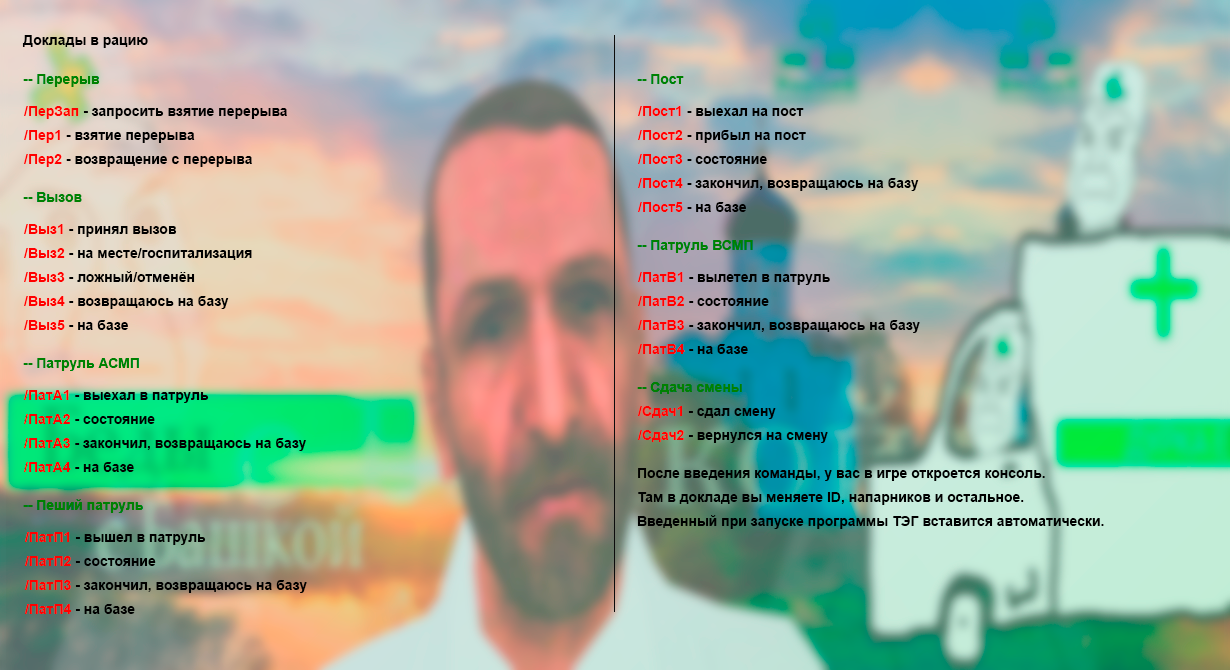 Доклады в рацию
-- Перерыв
/ПерЗап - запросить взятие перерыва
/Пер1 - взятие перерыва
/Пер2 - возвращение с перерыва
-- Вызов
/Выз1 - принял вызов
/Выз2 - на месте/госпитализация
/Выз3 - ложный/отменён
/Выз4 - возвращаюсь на базу
/Выз5 - на базе
-- Патруль АСМП
/ПатА1 - выехал в патруль
/ПатА2 - состояние
/ПатА3 - закончил, возвращаюсь на базу
/ПатА4 - на базе
-- Пеший патруль
/ПатП1 - вышел в патруль
/ПатП2 - состояние
/ПатП3 - закончил, возвращаюсь на базу
/ПатП4 - на базе
-- Пост
/Пост1 - выехал на пост
/Пост2 - прибыл на пост
/Пост3 - состояние
/Пост4 - закончил, возвращаюсь на базу
/Пост5 - на базе
-- Патруль ВСМП
/ПатВ1 - вылетел в патруль
/ПатВ2 - состояние
/ПатВ3 - закончил, возвращаюсь на базу
/ПатВ4 - на базе
-- Сдача смены
/Сдач1 - сдал смену
/Сдач2 - вернулся на смену
После введения команды, у вас в игре откроется консоль.
Там в докладе вы меняете ID, напарников и остальное.
Введенный при запуске программы ТЭГ вставится автоматически.